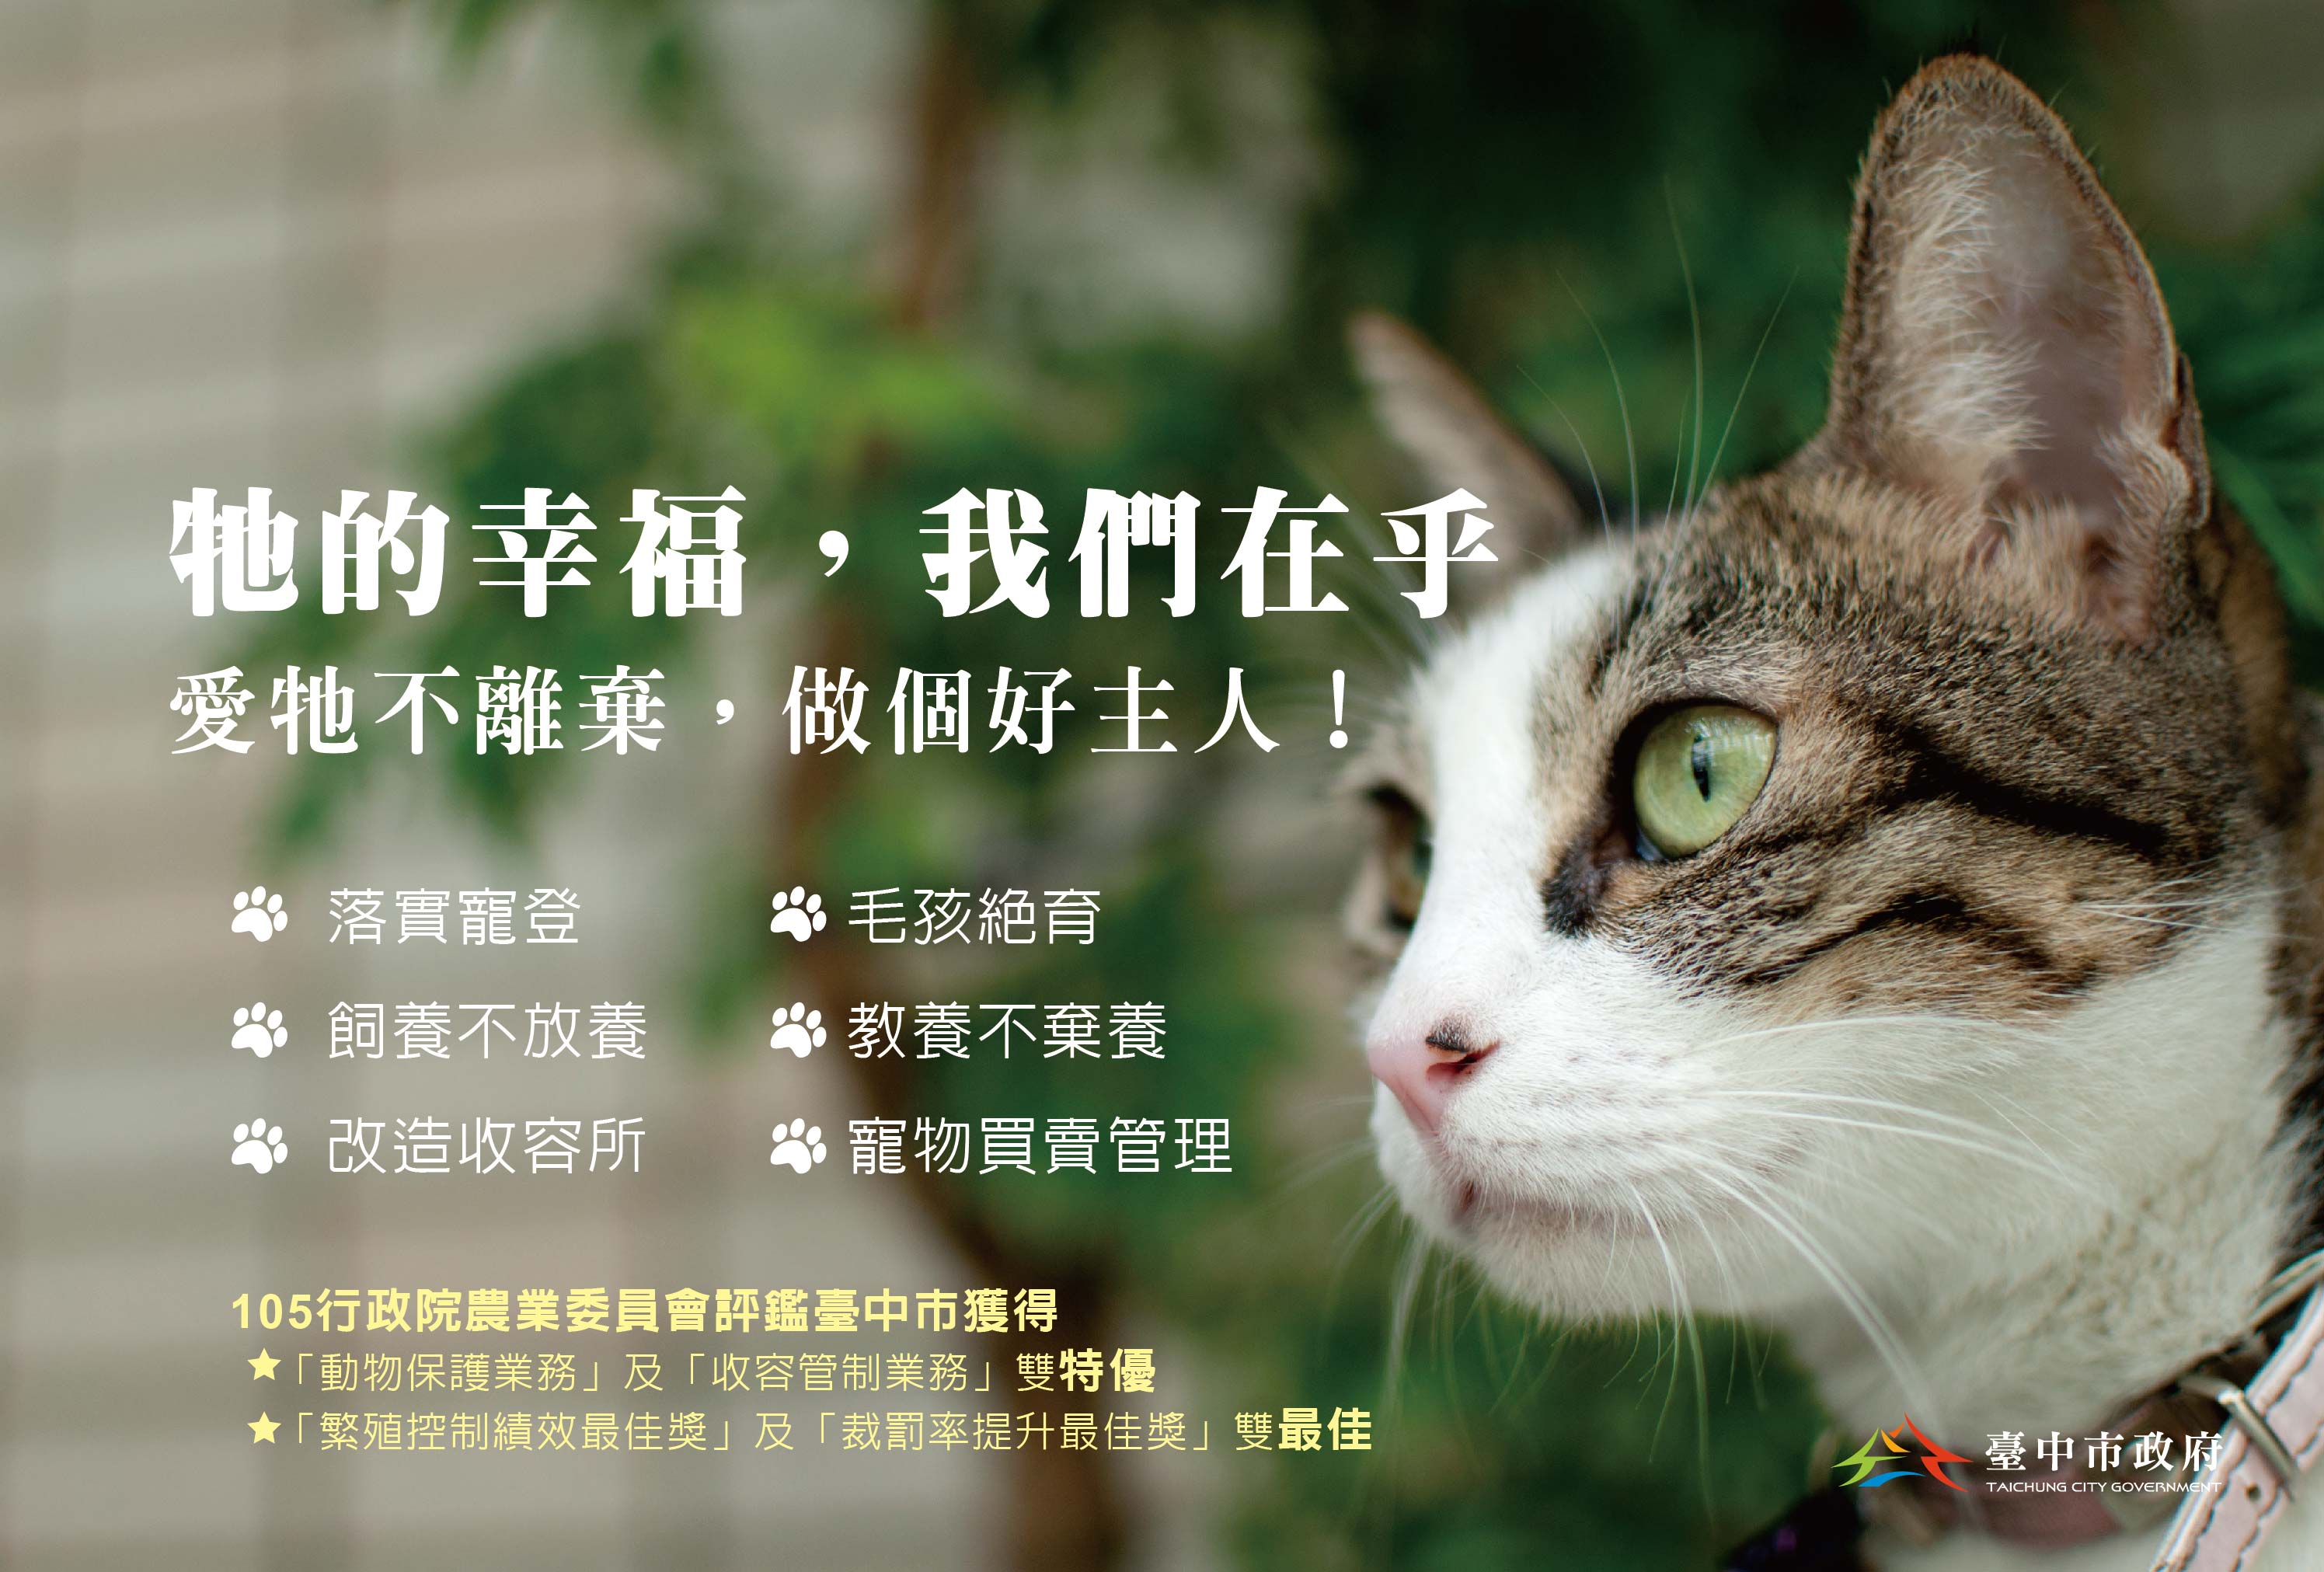 牠的幸福，我們在乎
愛牠不離棄，做個好主人！
落實寵登
毛孩絕育
飼養不放養
教養不棄養
改造收容所
寵物買賣管理
105行政院農業委員會評鑑臺中市獲得
★「動物保護業務」及「收容管制業務」雙特優
★「繁殖控制績效最佳獎」及「裁罰率提升最佳獎」雙最佳
臺中市政府
TAICHUNG CITY GOVERNMENT